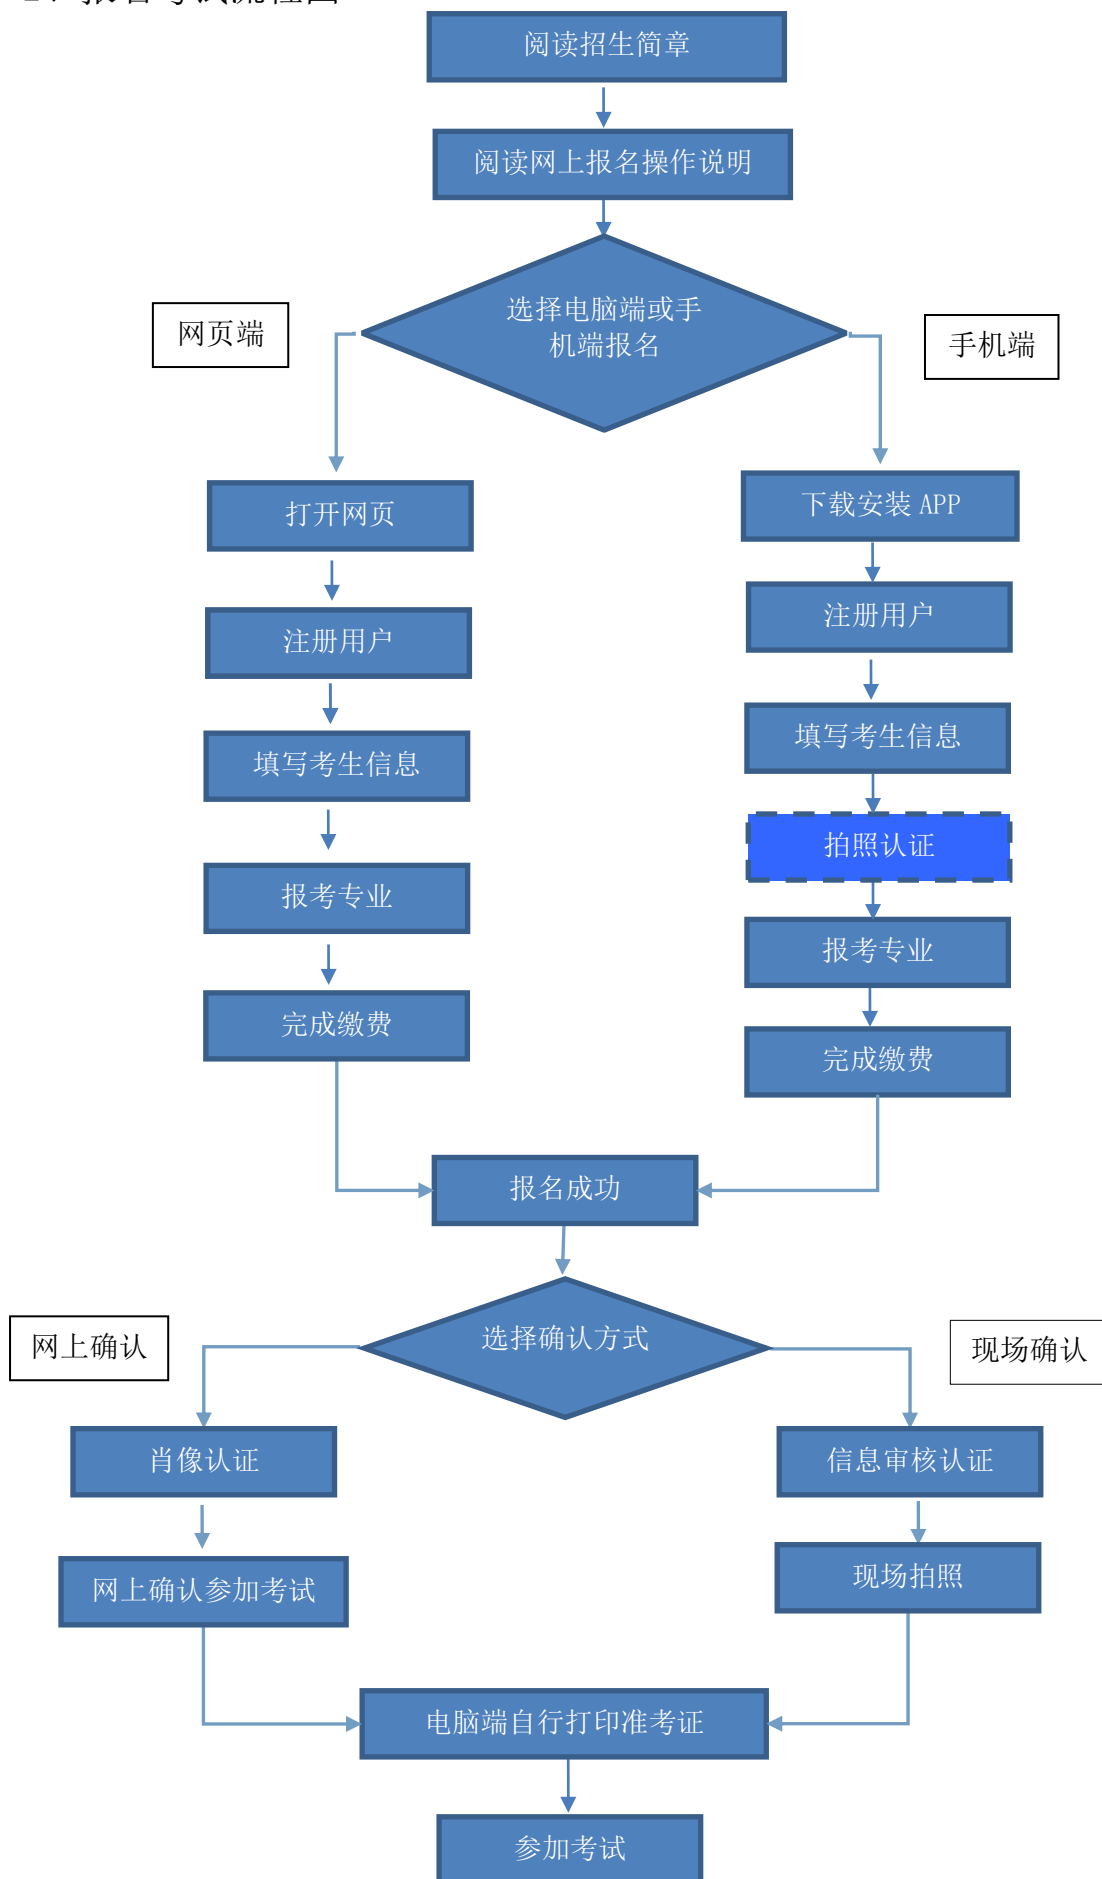 阅读招生简章
阅读网上报名操作说明
选择电脑端或手
机端报名
网页端
手机端
打开网页
注册用户
填写考生信息
报考专业
完成缴费
下载安装 APP
注册用户
填写考生信息
拍照认证
报考专业
完成缴费
报名成功
选择确认方式
网上确认
现场确认
肖像认证
网上确认参加考试
信息审核认证
现场拍照
电脑端自行打印准考证
参加考试